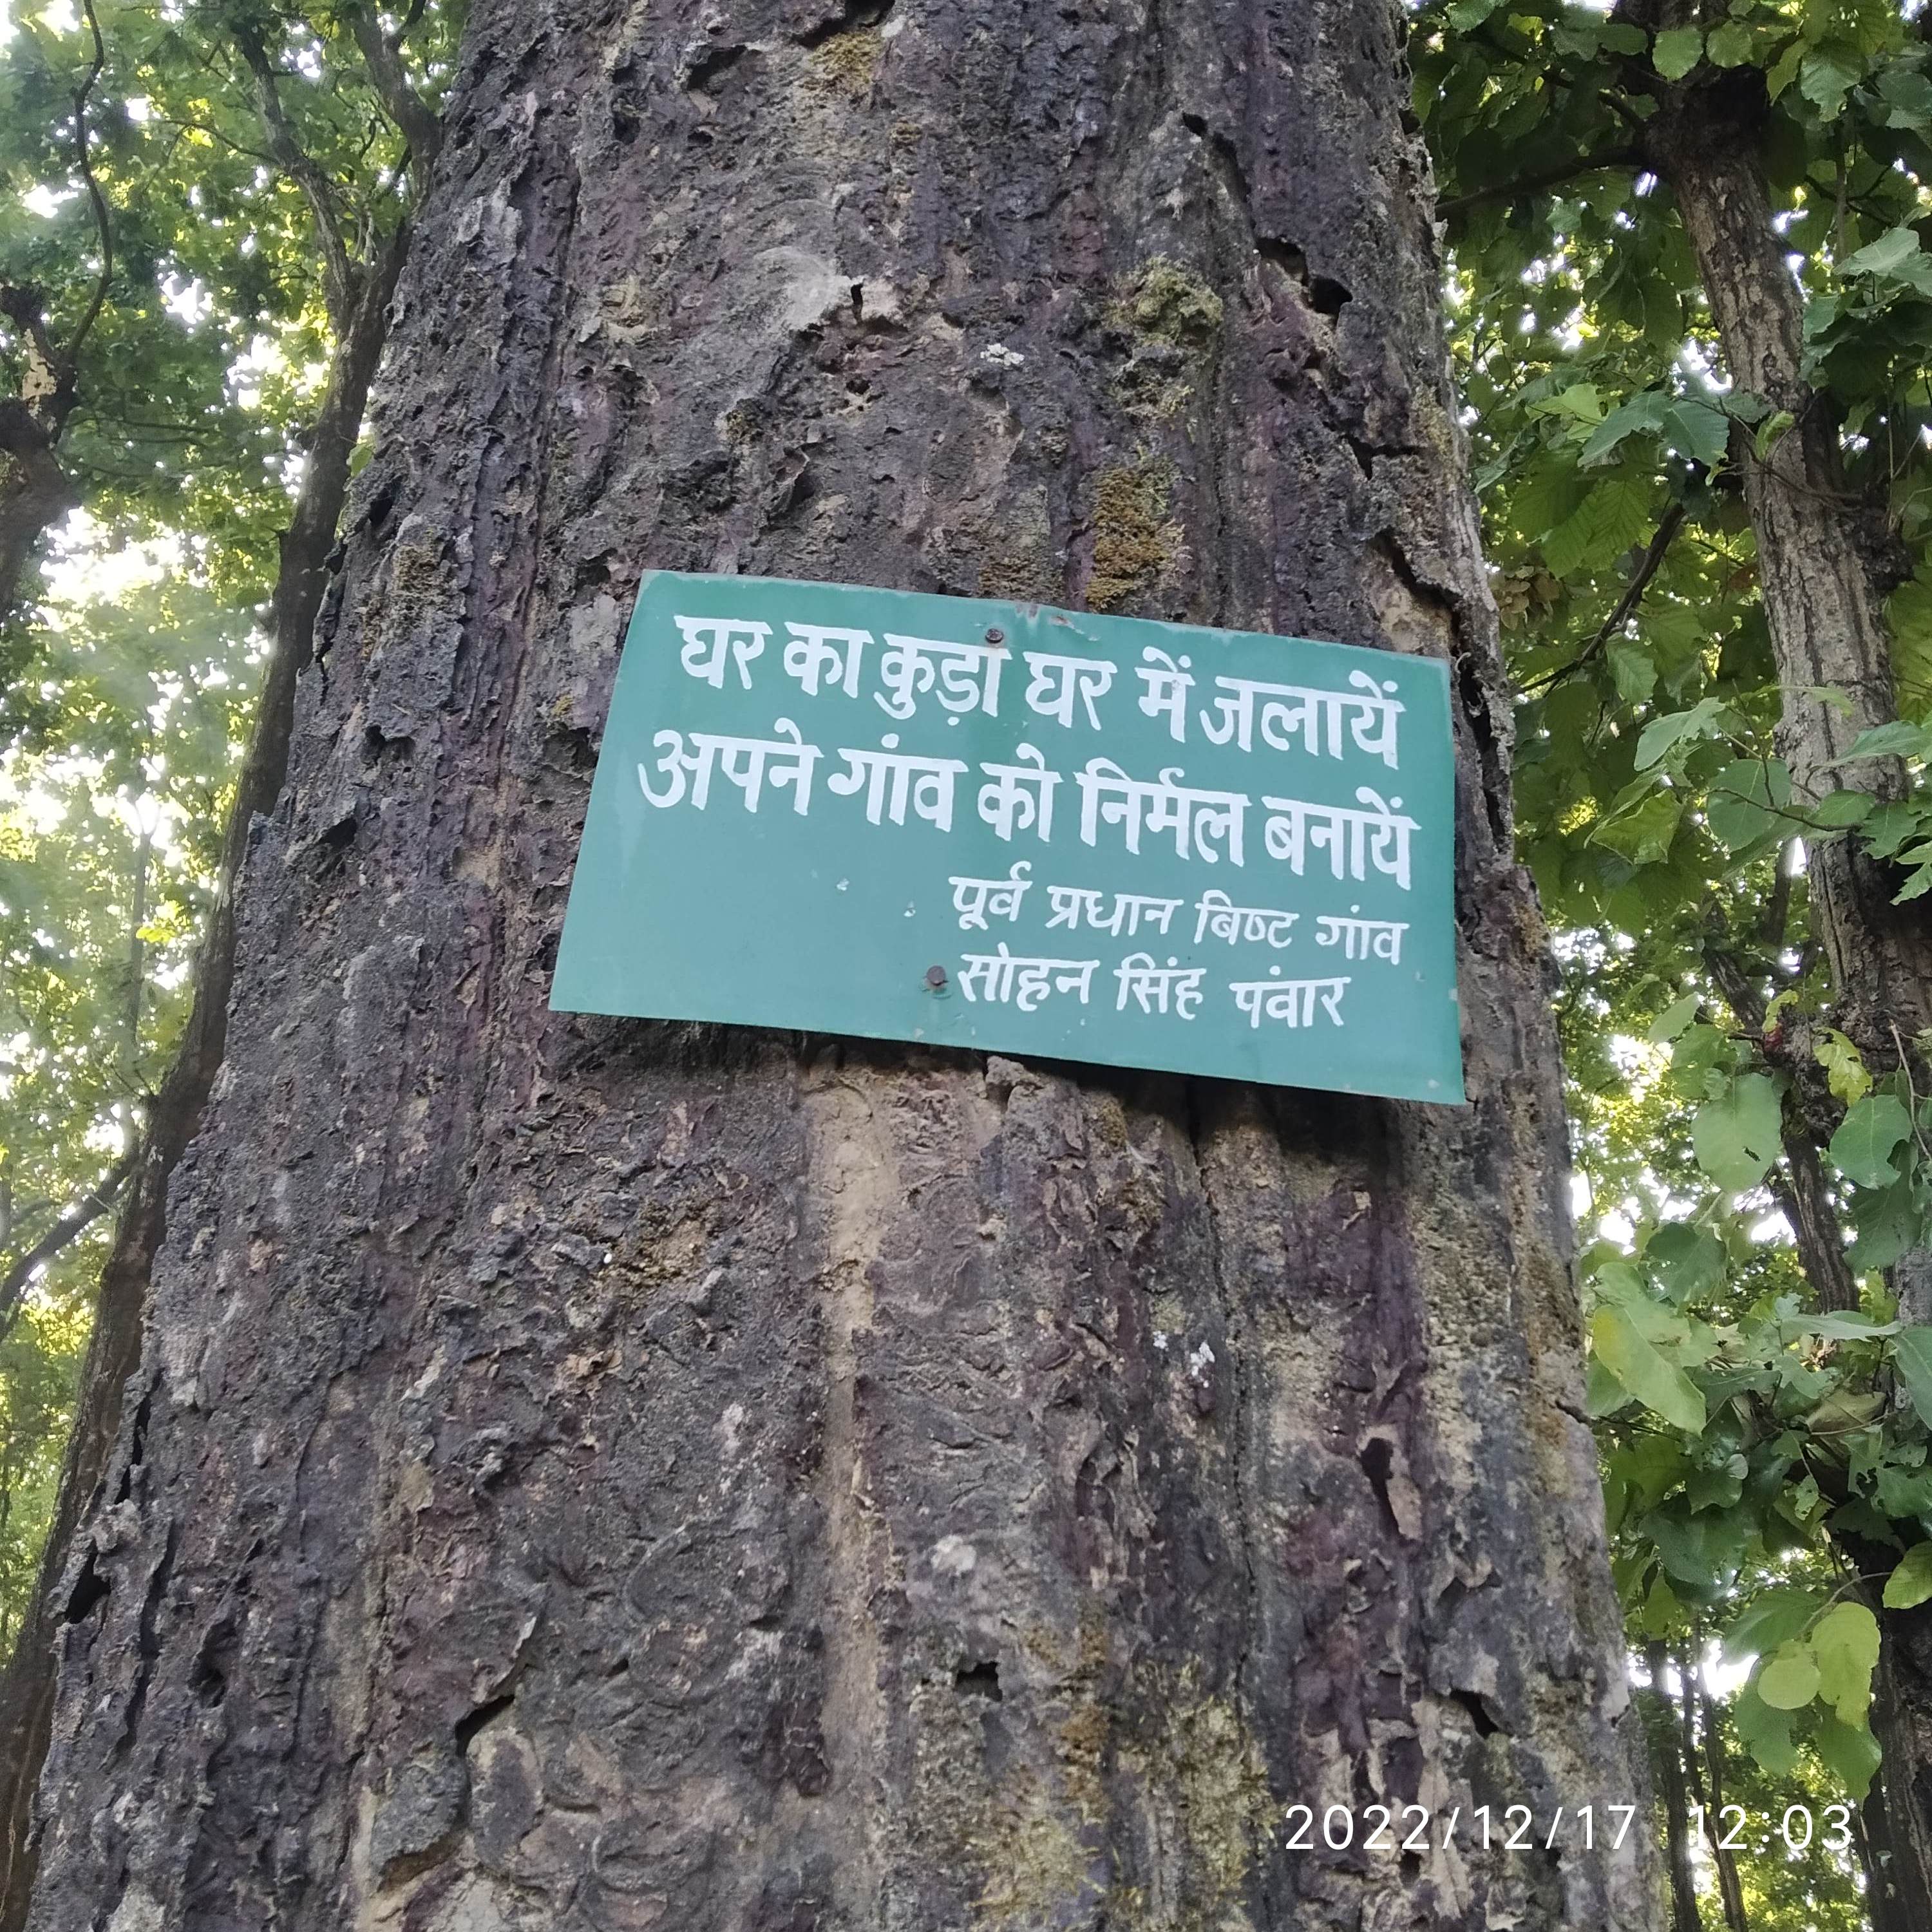 घर का कुड़ा घर में जलायें
अपने गांव को निर्मल बनायें
पूर्व प्रधान बिष्ट गांव
सोहन सिंह पंवार
2022/12/17 12:03